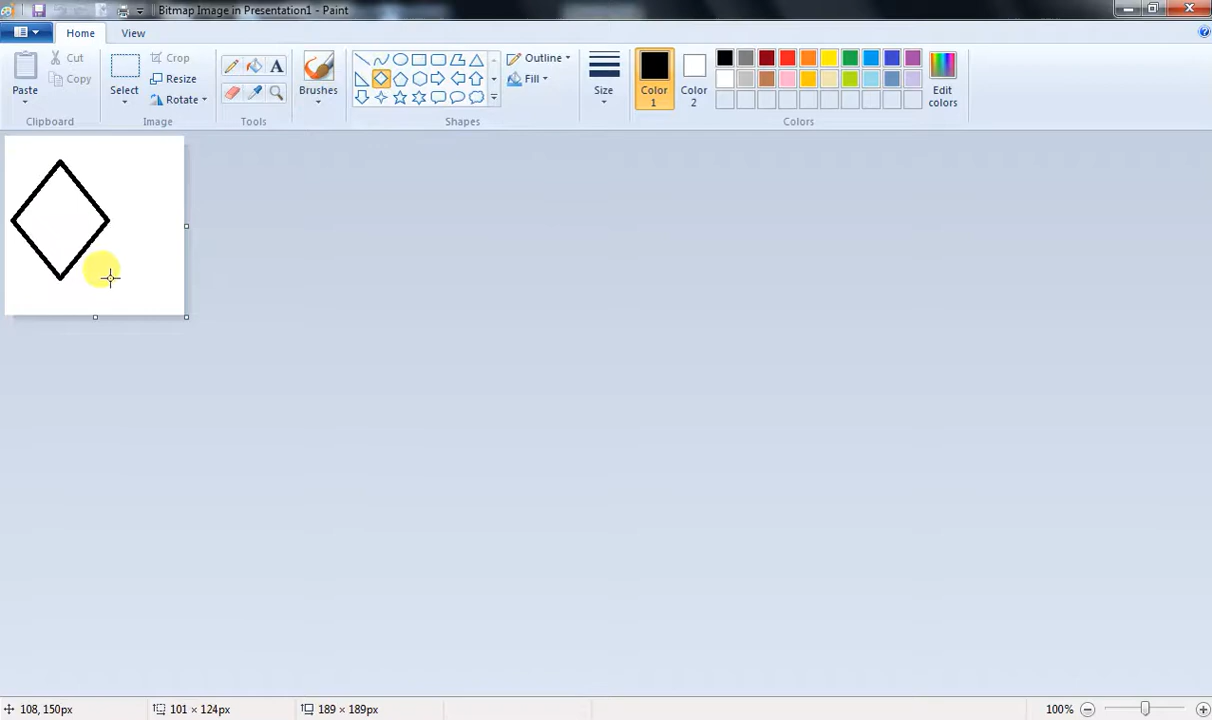 Bitmap Image in Presentation1 - Paint
Home View
Paste
Cut
Copy
Clipboard
Select
Crop
Resize
Rotate
Image
A
Tools
Brushes
Outline
Fill
Shapes
Size
Color 1
Color 2
Edit colors
Colors
108, 150px
101 × 124px
189 × 189px
100%